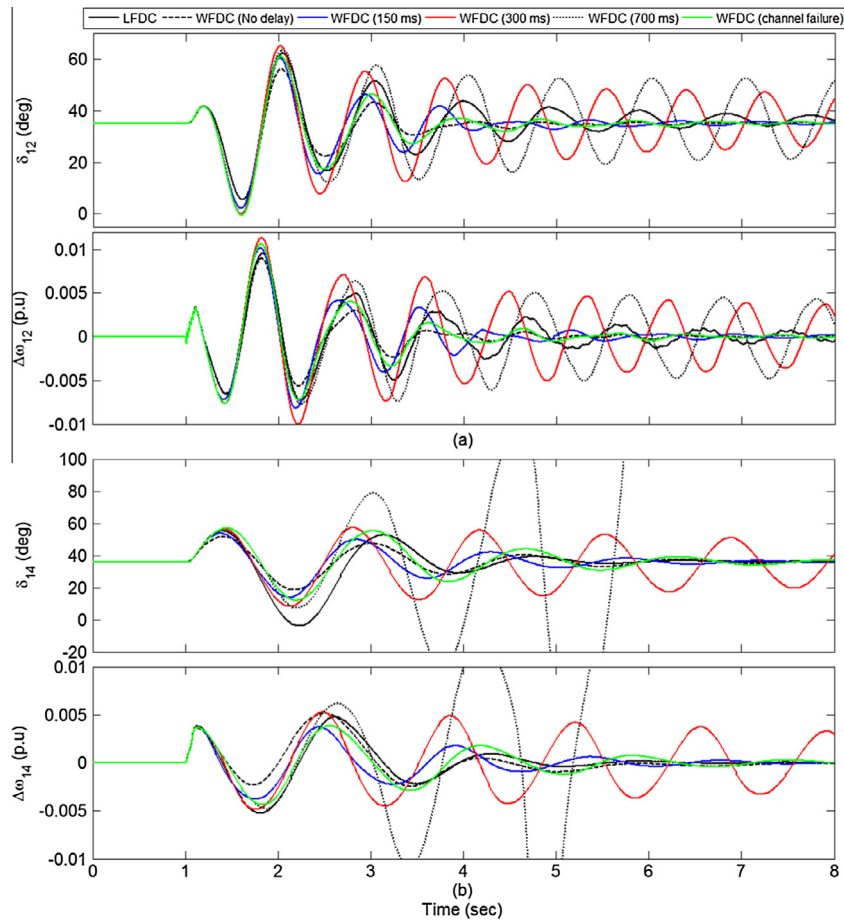 LFDC WFDC (No delay) WFDC (150 ms) WFDC (300 ms) WFDC (700 ms) WFDC (channel failure)
60
40
20
0
δ12 (deg)
0.01
0.005
0
-0.005
-0.01
Δω12 (p.u)
(a)
100
80
60
40
20
0
-20
δ14 (deg)
0.01
0.005
0
-0.005
-0.01
Δω14 (p.u)
0 1 2 3 4 5 6 7 8
(b)
Time (sec)